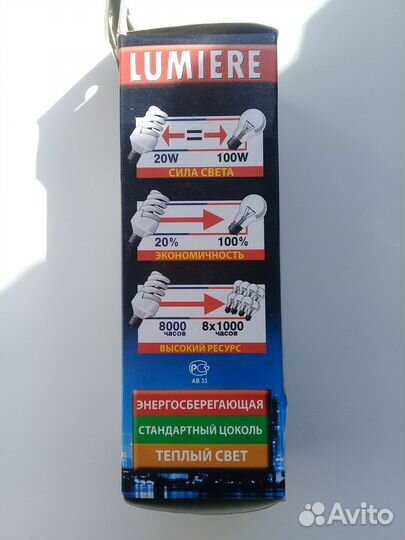 LUMIERE
20W = 100W
СИЛА СВЕТА
20% 100%
ЭКОНОМИЧНОСТЬ
8000 8x1000
часов часов
ВЫСОКИЙ РЕСУРС
РС
АВ 33
ЭНЕРГОСБЕРЕГАЮЩАЯ
СТАНДАРТНЫЙ ЦОКОЛЬ
ТЕПЛЫЙ СВЕТ
Avito